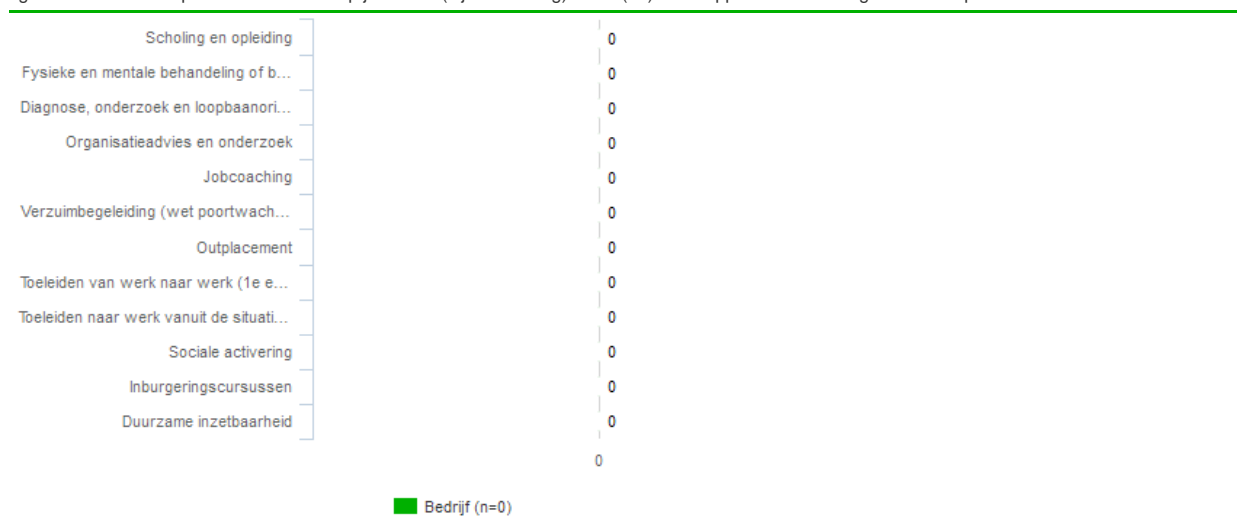 Scholing en opleiding 0
Fysieke en mentale behandeling of b... 0
Diagnose, onderzoek en loopbaanori... 0
Organisatieadvies en onderzoek 0
Jobcoaching 0
Verzuimbegeleiding (wet poortwach... 0
Outplacement 0
Toeleiden van werk naar werk (1e e... 0
Toeleiden naar werk vanuit de situati... 0
Sociale activering 0
Inburgeringscursussen 0
Duurzame inzetbaarheid 0
0
Bedrijf (n=0)